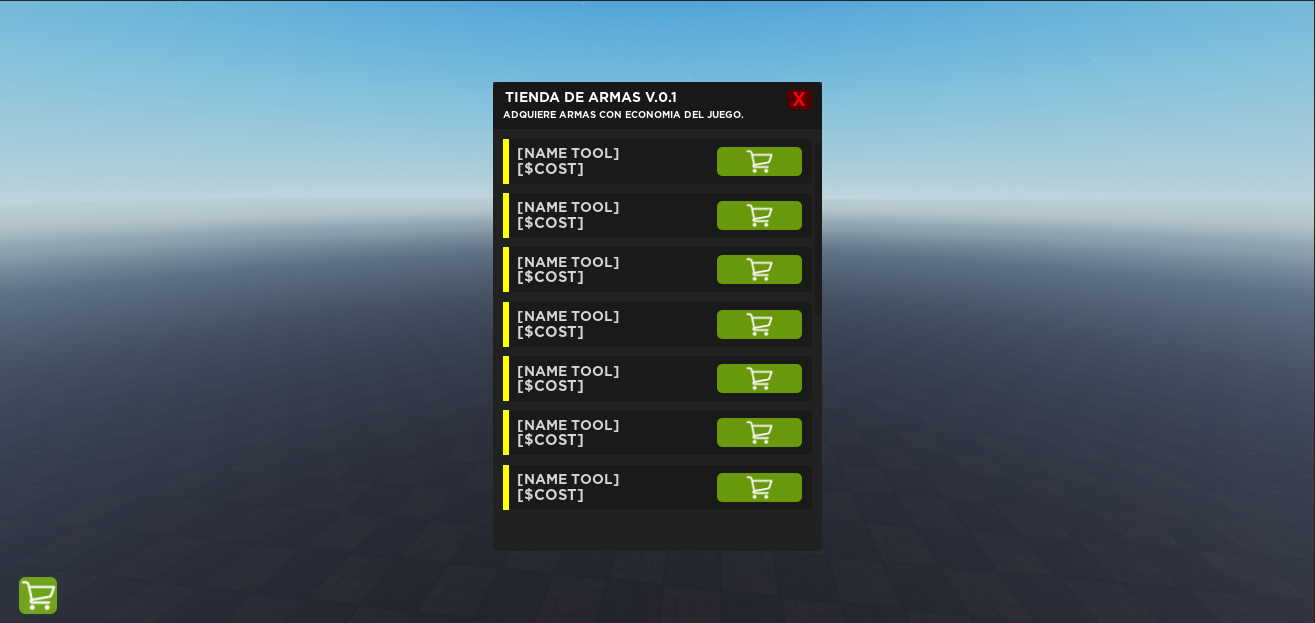 TIENDA DE ARMAS V.0.1
X
ADQUIERE ARMAS CON ECONOMIA DEL JUEGO.
[NAME TOOL]
[$COST]
[NAME TOOL]
[$COST]
[NAME TOOL]
[$COST]
[NAME TOOL]
[$COST]
[NAME TOOL]
[$COST]
[NAME TOOL]
[$COST]
[NAME TOOL]
[$COST]